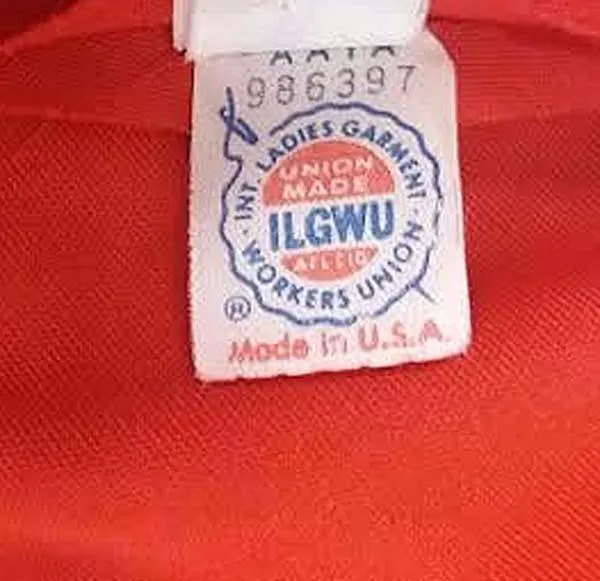 986397
INT. LADIES GARMENT
UNION
MADE
ILGWU
AFL CIO
WORKERS UNION
®
Made in U.S.A.